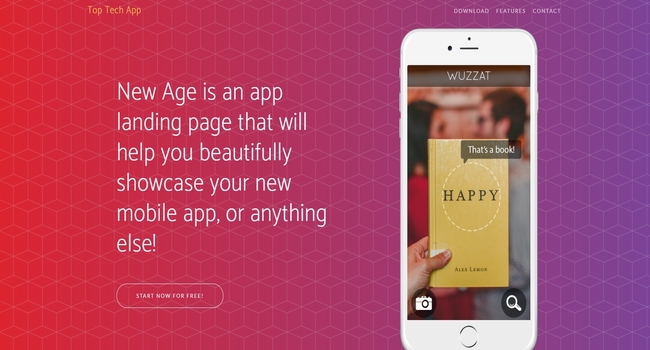 Top Tech App
DOWNLOAD FEATURES CONTACT
New Age is an app
landing page that will
help you beautifully
showcase your new
mobile app, or anything
else!
START NOW FOR FREE!
WUZZAT
That's a book!
HAPPY
ALEX LEMON